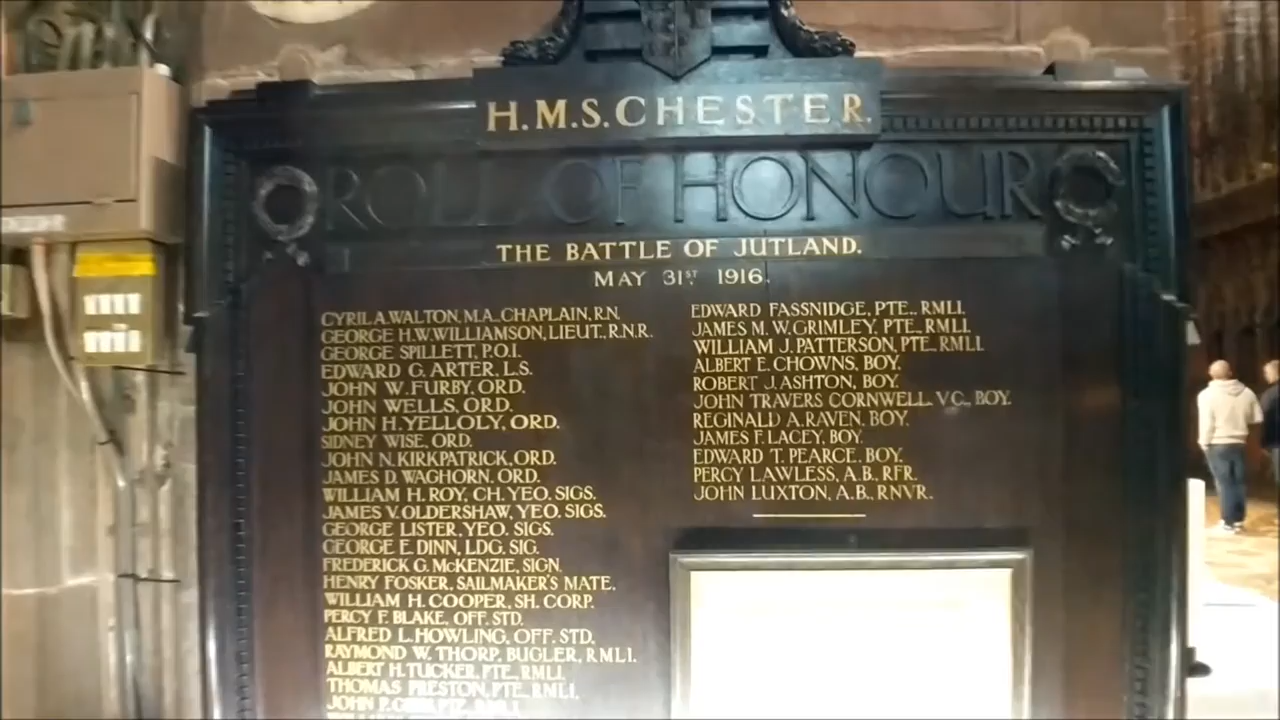 H.M.S. CHESTER.
ROLL OF HONOUR
THE BATTLE OF JUTLAND.
MAY 31ST 1916.
CYRIL A. WALTON, M.A., CHAPLAIN, R.N.
GEORGE H.W. WILLIAMSON, LIEUT., R.N.R.
GEORGE SPILLETT, P.O.I.
EDWARD G. ARTER, L.S.
JOHN W. FURBY, ORD.
JOHN WELLS, ORD.
JOHN H. YELLOLY, ORD.
SIDNEY WISE, ORD.
JOHN N. KIRKPATRICK, ORD.
JAMES D. WAGHORN, ORD.
WILLIAM H. ROY, CH. YEO. SIGS.
JAMES V. OLDERSHAW, YEO. SIGS.
GEORGE LISTER, YEO. SIGS.
GEORGE E. DINN, LDG. SIG.
FREDERICK G. McKENZIE, SIGN.
HENRY FOSKER, SAILMAKER'S MATE.
WILLIAM H. COOPER, SH. CORP.
PERCY F. BLAKE, OFF. STD.
ALFRED L. HOWLING, OFF. STD.
RAYMOND W. THORP, BUGLER, R.M.L.I.
ALBERT H. TUCKER, PTE., RMLI.
THOMAS PRESTON, PTE., RMLI.
JOHN P.
EDWARD FASSNIDGE, PTE., RMLI.
JAMES M. W. GRIMLEY, PTE., RMLI.
WILLIAM J. PATTERSON, PTE., RMLI.
ALBERT E. CHOWNS, BOY.
ROBERT J. ASHTON, BOY.
JOHN TRAVERS CORNWELL, V.C., BOY.
REGINALD A. RAVEN, BOY.
JAMES F. LACEY, BOY.
EDWARD T. PEARCE, BOY.
PERCY LAWLESS, A.B., RFR.
JOHN LUXTON, A.B., RNVR.